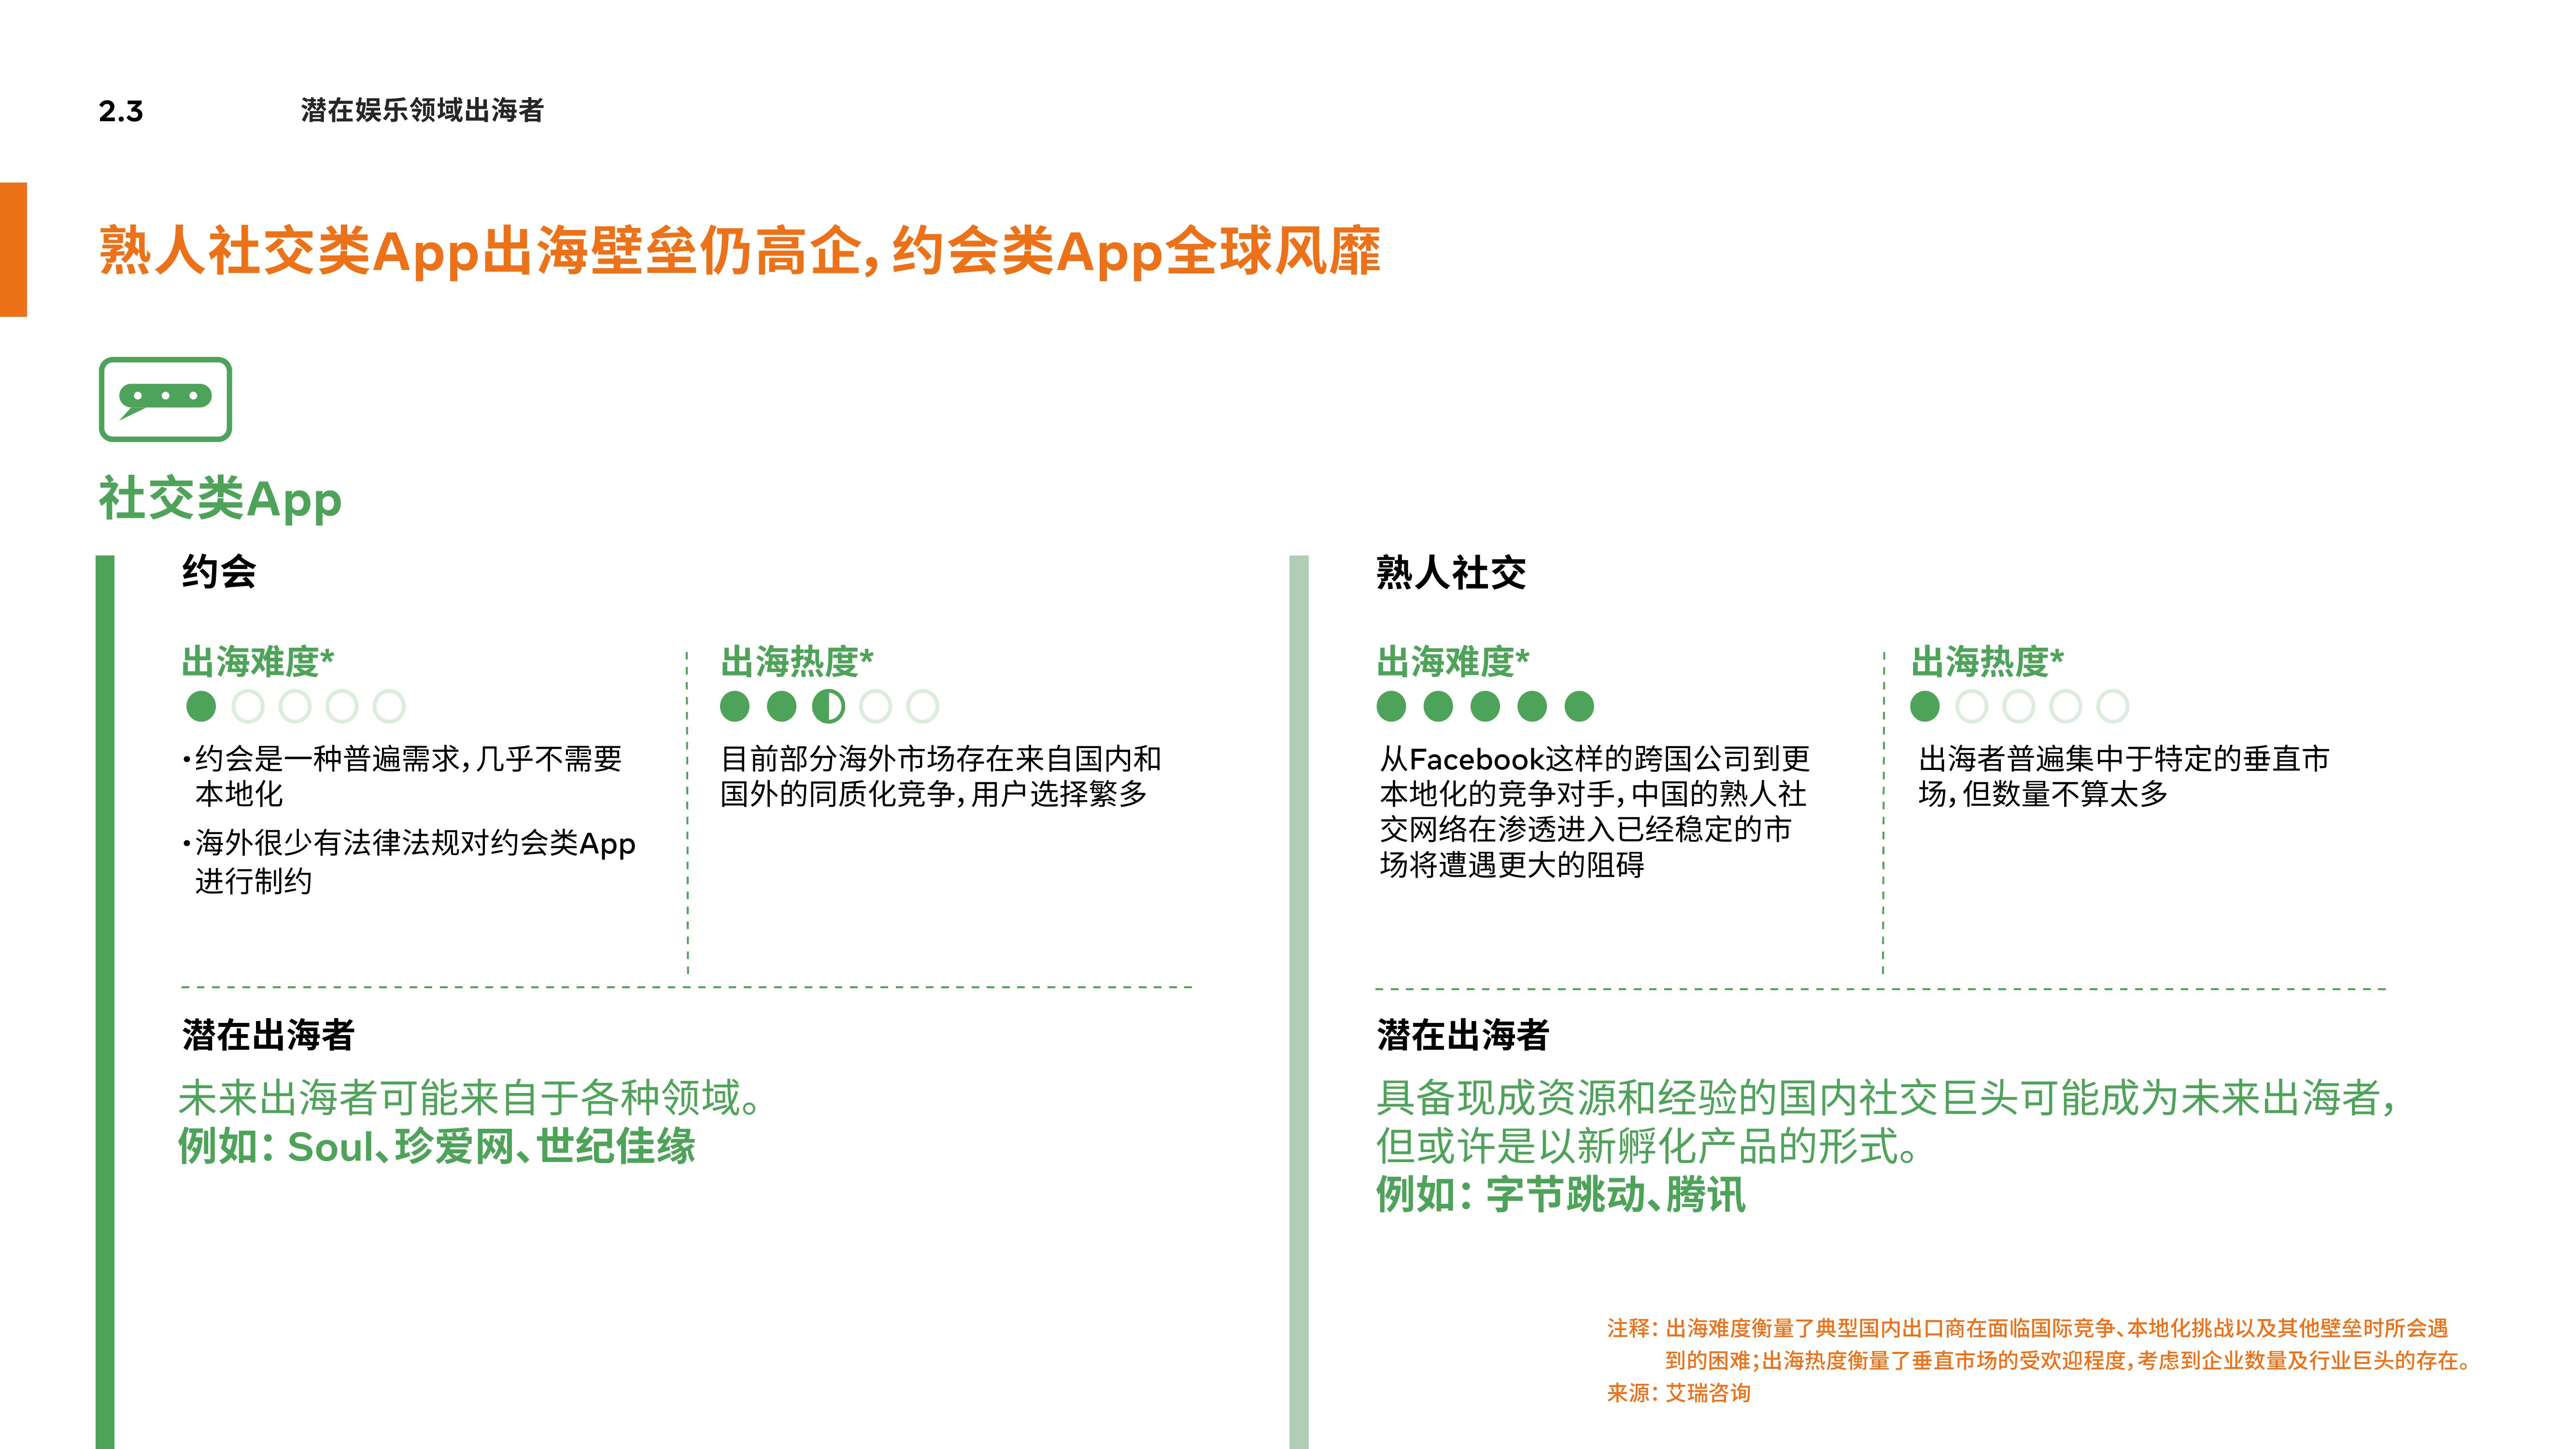 2.3 潜在娱乐领域出海者
熟人社交类App出海壁垒仍高企，约会类App全球风靡
社交类App
约会
出海难度*
•约会是一种普遍需求，几乎不需要
本地化
•海外很少有法律法规对约会类App
进行制约
出海热度*
目前部分海外市场存在来自国内和
国外的同质化竞争，用户选择繁多
潜在出海者
未来出海者可能来自于各种领域。
例如：Soul、珍爱网、世纪佳缘
熟人社交
出海难度*
从Facebook这样的跨国公司到更
本地化的竞争对手，中国的熟人社
交网络在渗透进入已经稳定的市
场将遭遇更大的阻碍
出海热度*
出海者普遍集中于特定的垂直市
场，但数量不算太多
潜在出海者
具备现成资源和经验的国内社交巨头可能成为未来出海者，
但或许是以新孵化产品的形式。
例如：字节跳动、腾讯
注释：出海难度衡量了典型国内出口商在面临国际竞争、本地化挑战以及其他壁垒时所会遇
到的困难；出海热度衡量了垂直市场的受欢迎程度，考虑到企业数量及行业巨头的存在。
来源：艾瑞咨询